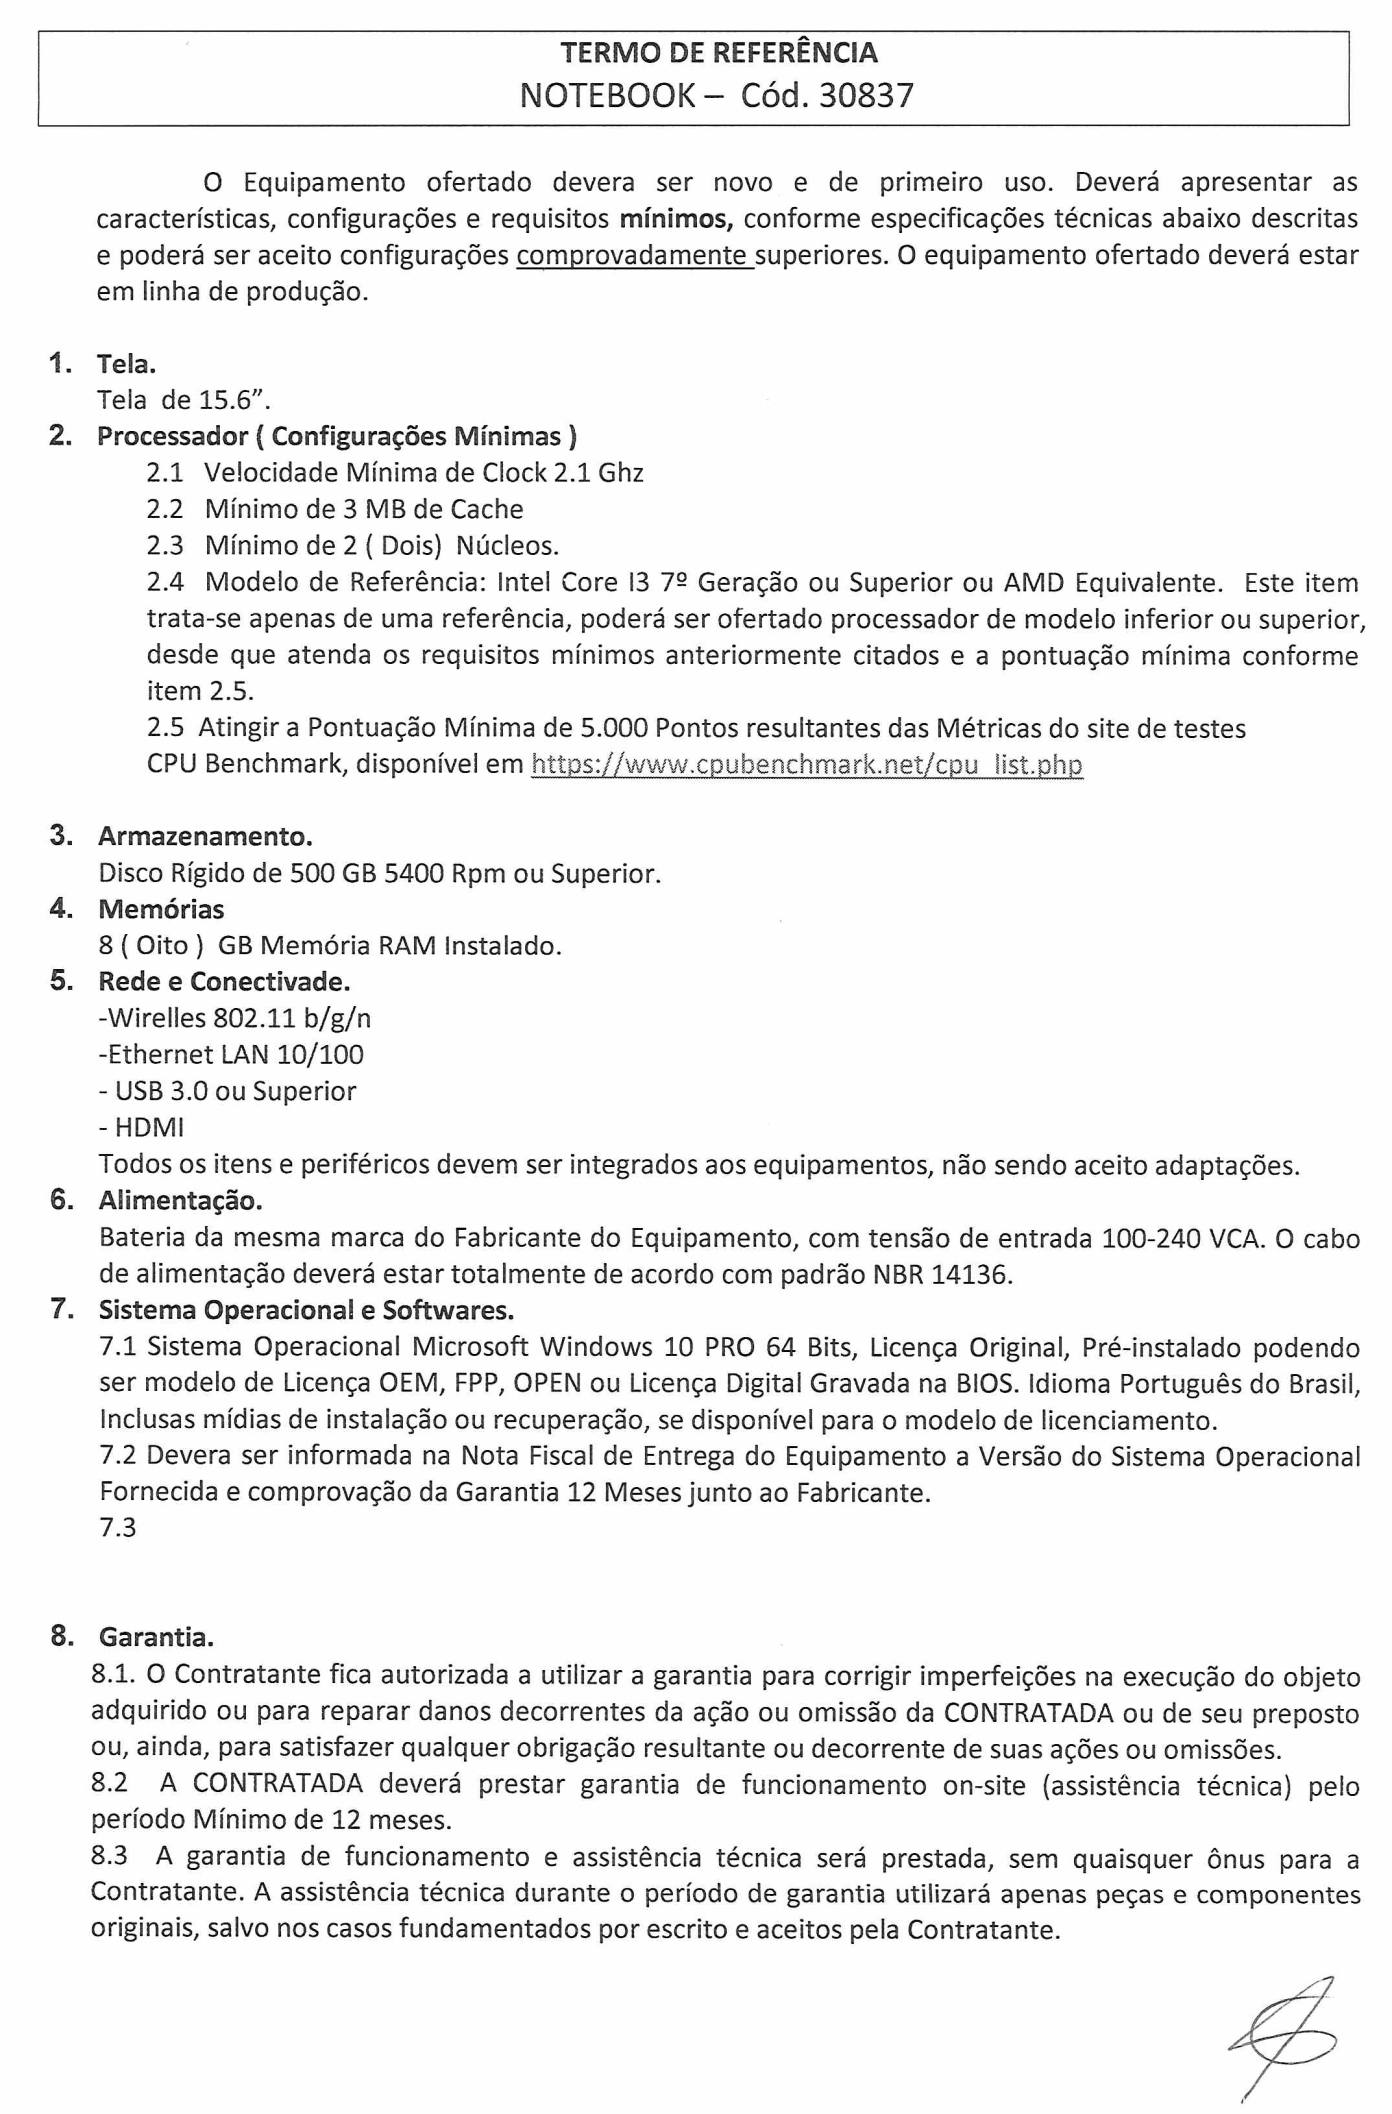 TERMO DE REFERÊNCIA
NOTEBOOK – Cód. 30837
O Equipamento ofertado devera ser novo e de primeiro uso. Deverá apresentar as
características, configurações e requisitos mínimos, conforme especificações técnicas abaixo descritas
e poderá ser aceito configurações comprovadamente superiores. O equipamento ofertado deverá estar
em linha de produção.
1. Tela.
Tela de 15.6”.
2. Processador ( Configurações Mínimas )
2.1 Velocidade Mínima de Clock 2.1 Ghz
2.2 Mínimo de 3 MB de Cache
2.3 Mínimo de 2 ( Dois) Núcleos.
2.4 Modelo de Referência: Intel Core I3 7º Geração ou Superior ou AMD Equivalente. Este item
trata-se apenas de uma referência, poderá ser ofertado processador de modelo inferior ou superior,
desde que atenda os requisitos mínimos anteriormente citados e a pontuação mínima conforme
item 2.5.
2.5 Atingir a Pontuação Mínima de 5.000 Pontos resultantes das Métricas do site de testes
CPU Benchmark, disponível em https://www.cpubenchmark.net/cpu_list.php
3. Armazenamento.
Disco Rígido de 500 GB 5400 Rpm ou Superior.
4. Memórias
8 ( Oito ) GB Memória RAM Instalado.
5. Rede e Conectivade.
-Wirelles 802.11 b/g/n
-Ethernet LAN 10/100
- USB 3.0 ou Superior
- HDMI
Todos os itens e periféricos devem ser integrados aos equipamentos, não sendo aceito adaptações.
6. Alimentação.
Bateria da mesma marca do Fabricante do Equipamento, com tensão de entrada 100-240 VCA. O cabo
de alimentação deverá estar totalmente de acordo com padrão NBR 14136.
7. Sistema Operacional e Softwares.
7.1 Sistema Operacional Microsoft Windows 10 PRO 64 Bits, Licença Original, Pré-instalado podendo
ser modelo de Licença OEM, FPP, OPEN ou Licença Digital Gravada na BIOS. Idioma Português do Brasil,
Inclusas mídias de instalação ou recuperação, se disponível para o modelo de licenciamento.
7.2 Devera ser informada na Nota Fiscal de Entrega do Equipamento a Versão do Sistema Operacional
Fornecida e comprovação da Garantia 12 Meses junto ao Fabricante.
7.3
8. Garantia.
8.1. O Contratante fica autorizada a utilizar a garantia para corrigir imperfeições na execução do objeto
adquirido ou para reparar danos decorrentes da ação ou omissão da CONTRATADA ou de seu preposto
ou, ainda, para satisfazer qualquer obrigação resultante ou decorrente de suas ações ou omissões.
8.2 A CONTRATADA deverá prestar garantia de funcionamento on-site (assistência técnica) pelo
período Mínimo de 12 meses.
8.3 A garantia de funcionamento e assistência técnica será prestada, sem quaisquer ônus para a
Contratante. A assistência técnica durante o período de garantia utilizará apenas peças e componentes
originais, salvo nos casos fundamentados por escrito e aceitos pela Contratante.